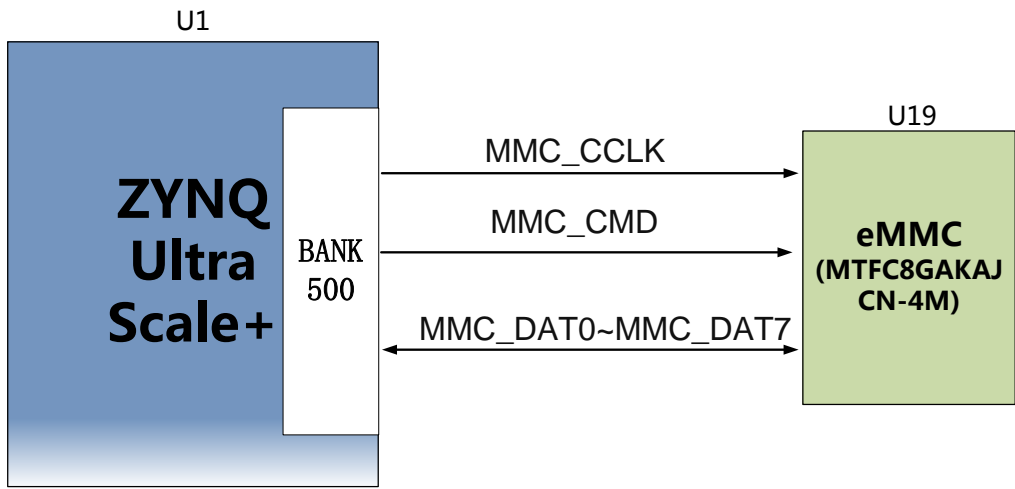 U1
ZYNQ
Ultra
Scale+
BANK
500
MMC_CCLK
MMC_CMD
MMC_DAT0~MMC_DAT7
U19
eMMC
(MTFC8GAKAJ
CN-4M)